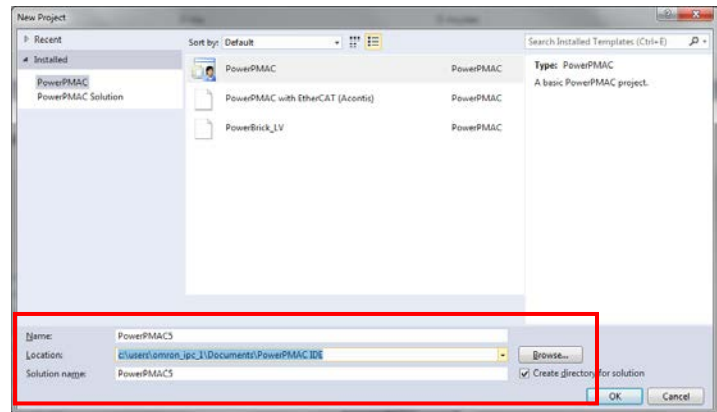 New Project
Recent
Installed
PowerPMAC
PowerPMAC Solution
Sort by: Default
PowerPMAC PowerPMAC
PowerPMAC with EtherCAT (Acontis) PowerPMAC
PowerBrick_LV PowerPMAC
Search Installed Templates (Ctrl+E)
Type: PowerPMAC
A basic PowerPMAC project.
Name: PowerPMAC5
Location: c:\users\omron_ipc_1\Documents\PowerPMAC IDE
Browse...
Solution name: PowerPMAC5
Create directory for solution
OK Cancel